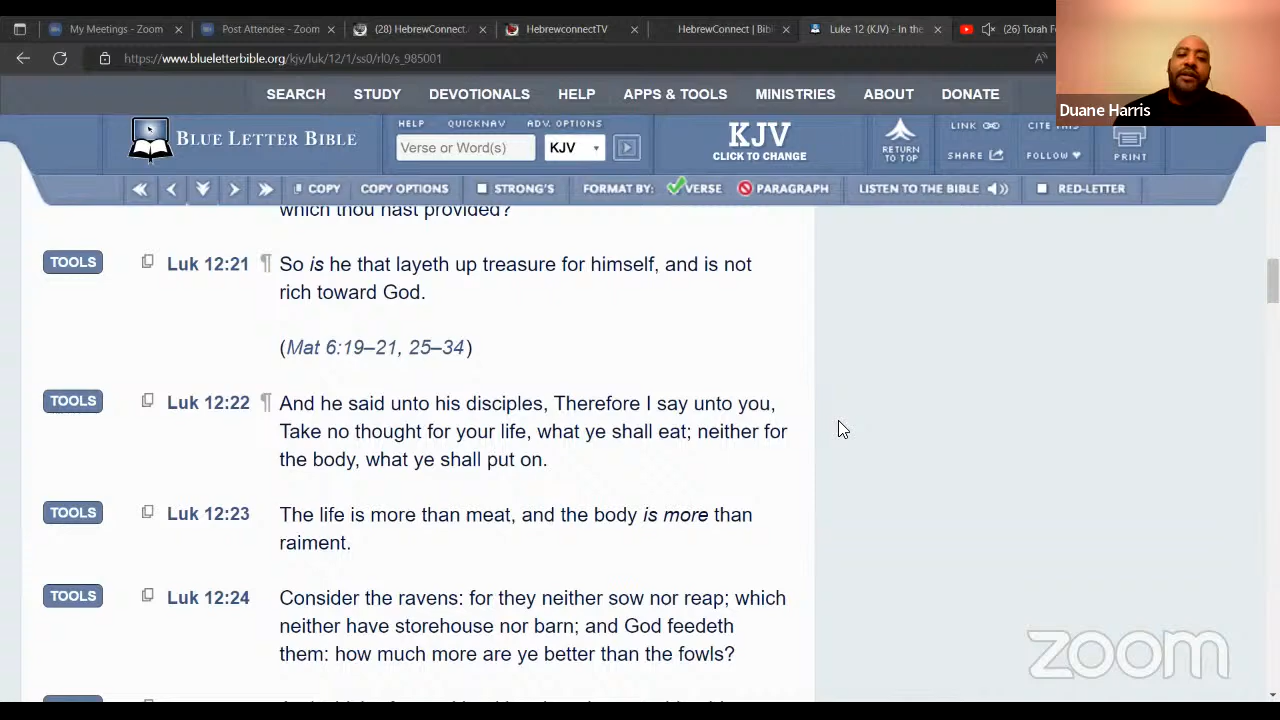 My Meetings - Zoom
Post Attendee - Zoom
(28) HebrewConnect.
HebrewconnectTV
HebrewConnect | Bib
Luke 12 (KJV) - In the
(26) Torah Fo
https://www.blueletterbible.org/kjv/luk/12/1/ss0/rl0/s_985001
Duane Harris
SEARCH STUDY DEVOTIONALS HELP APPS & TOOLS MINISTRIES ABOUT DONATE
BLUE LETTER BIBLE
HELP QUICKNAV ADV. OPTIONS
Verse or Word(s) KJV
KJV
CLICK TO CHANGE
RETURN
TO TOP
LINK CITE THIS
SHARE FOLLOW
PRINT
COPY COPY OPTIONS STRONG'S FORMAT BY: VERSE PARAGRAPH LISTEN TO THE BIBLE RED-LETTER
which thou hast provided?
TOOLS Luk 12:21 ¶ So is he that layeth up treasure for himself, and is not
rich toward God.
(Mat 6:19–21, 25–34)
TOOLS Luk 12:22 ¶ And he said unto his disciples, Therefore I say unto you,
Take no thought for your life, what ye shall eat; neither for
the body, what ye shall put on.
TOOLS Luk 12:23 The life is more than meat, and the body is more than
raiment.
TOOLS Luk 12:24 Consider the ravens: for they neither sow nor reap; which
neither have storehouse nor barn; and God feedeth
them: how much more are ye better than the fowls?
zoom